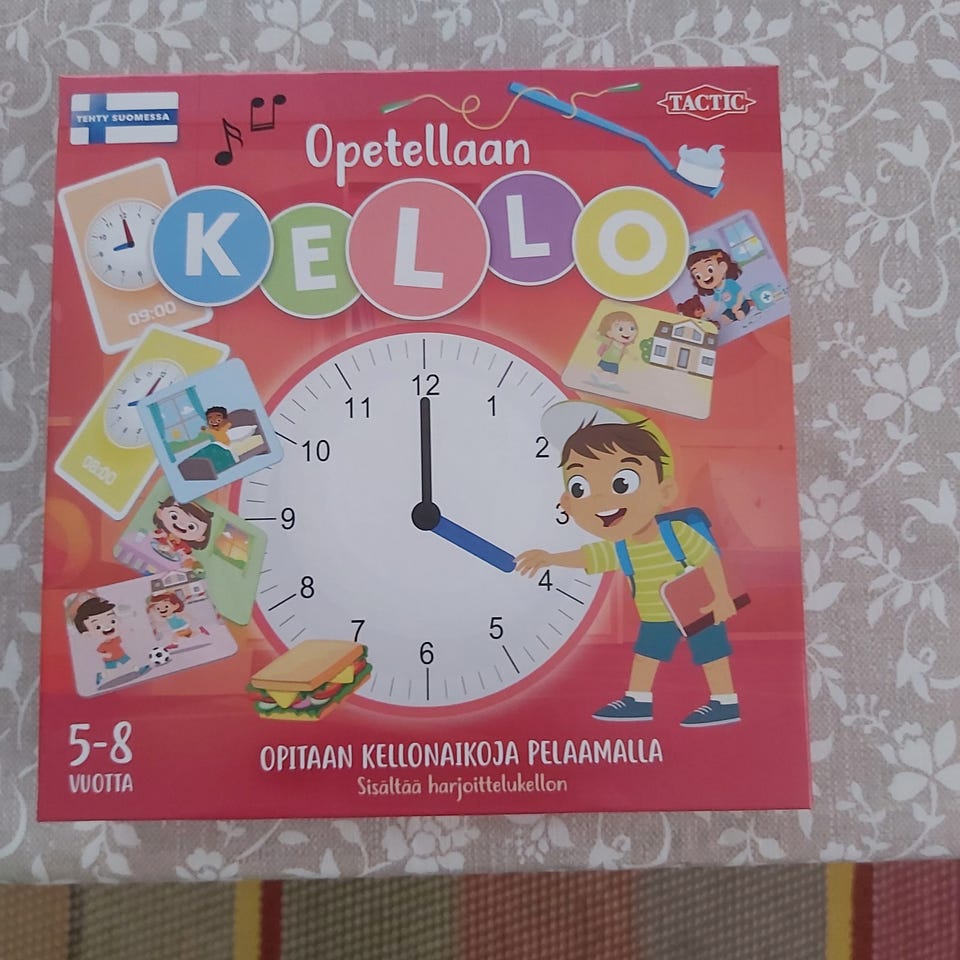 TEHTY SUOMESSA
TACTIC
Opetellaan
KELLO
09:00
08:00
12
1
2
3
4
5
6
7
8
9
10
11
5-8
VUOTTA
OPITAAN KELLONAIKOJA PELAAMALLA
Sisältää harjoittelukellon